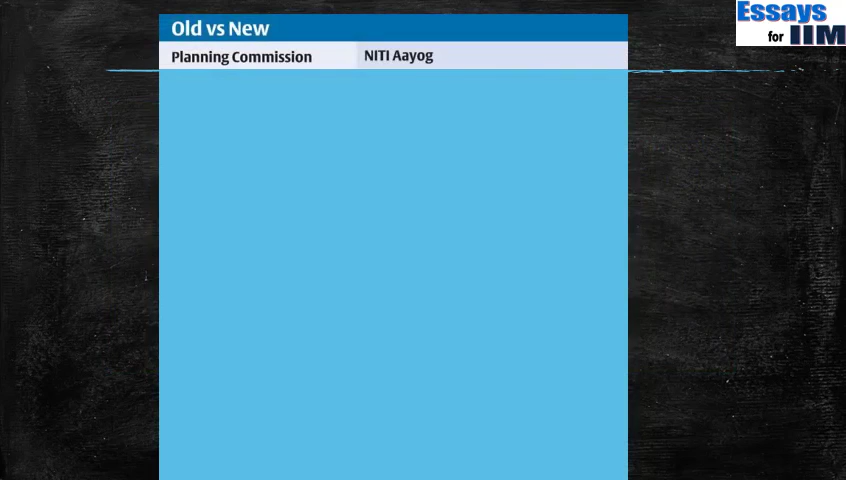 Essays
for IIM
Old vs New
Planning Commission NITI Aayog